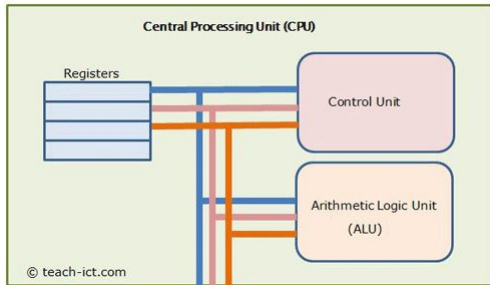 Central Processing Unit (CPU)
Registers
Control Unit
Arithmetic Logic Unit
(ALU)
© teach-ict.com